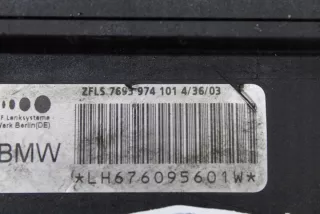 ZFLS 7693 974 101 4/36/03
F.Lenksysteme
Werk Berlin(DE)
BMW
*LH676095601W*